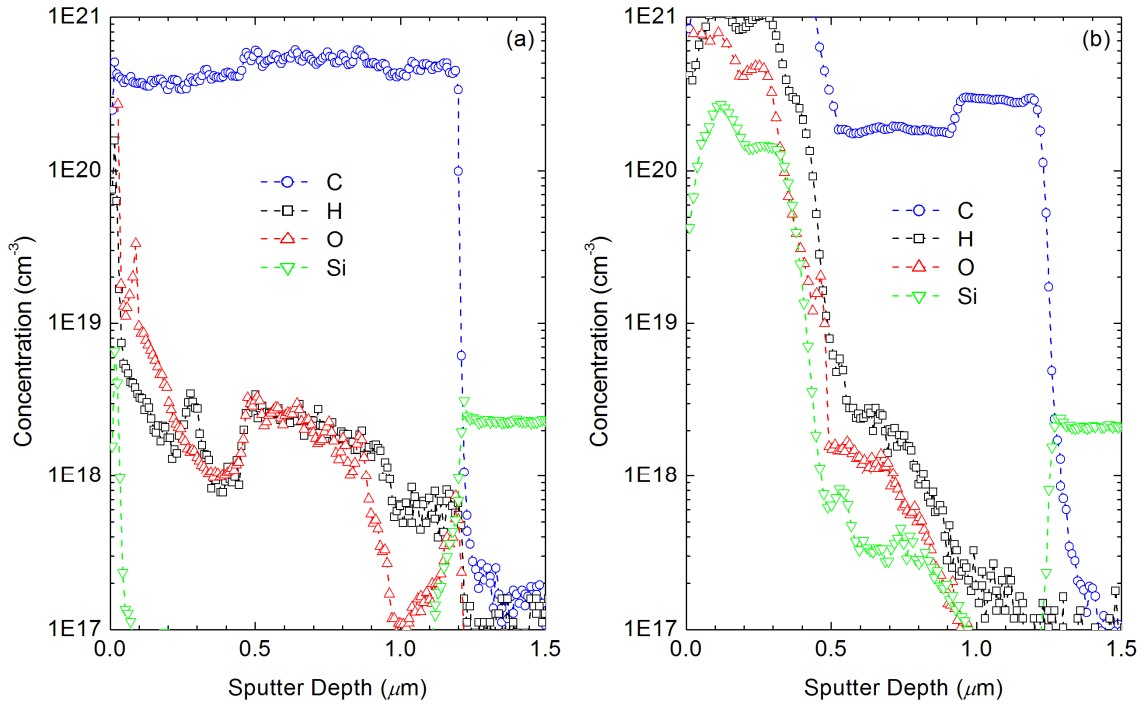 (a)
1E21
1E20
1E19
1E18
1E17
Concentration (cm-3)
C
H
O
Si
0.0 0.5 1.0 1.5
Sputter Depth (μm)
(b)
1E21
1E20
1E19
1E18
1E17
Concentration (cm-3)
C
H
O
Si
0.0 0.5 1.0 1.5
Sputter Depth (μm)